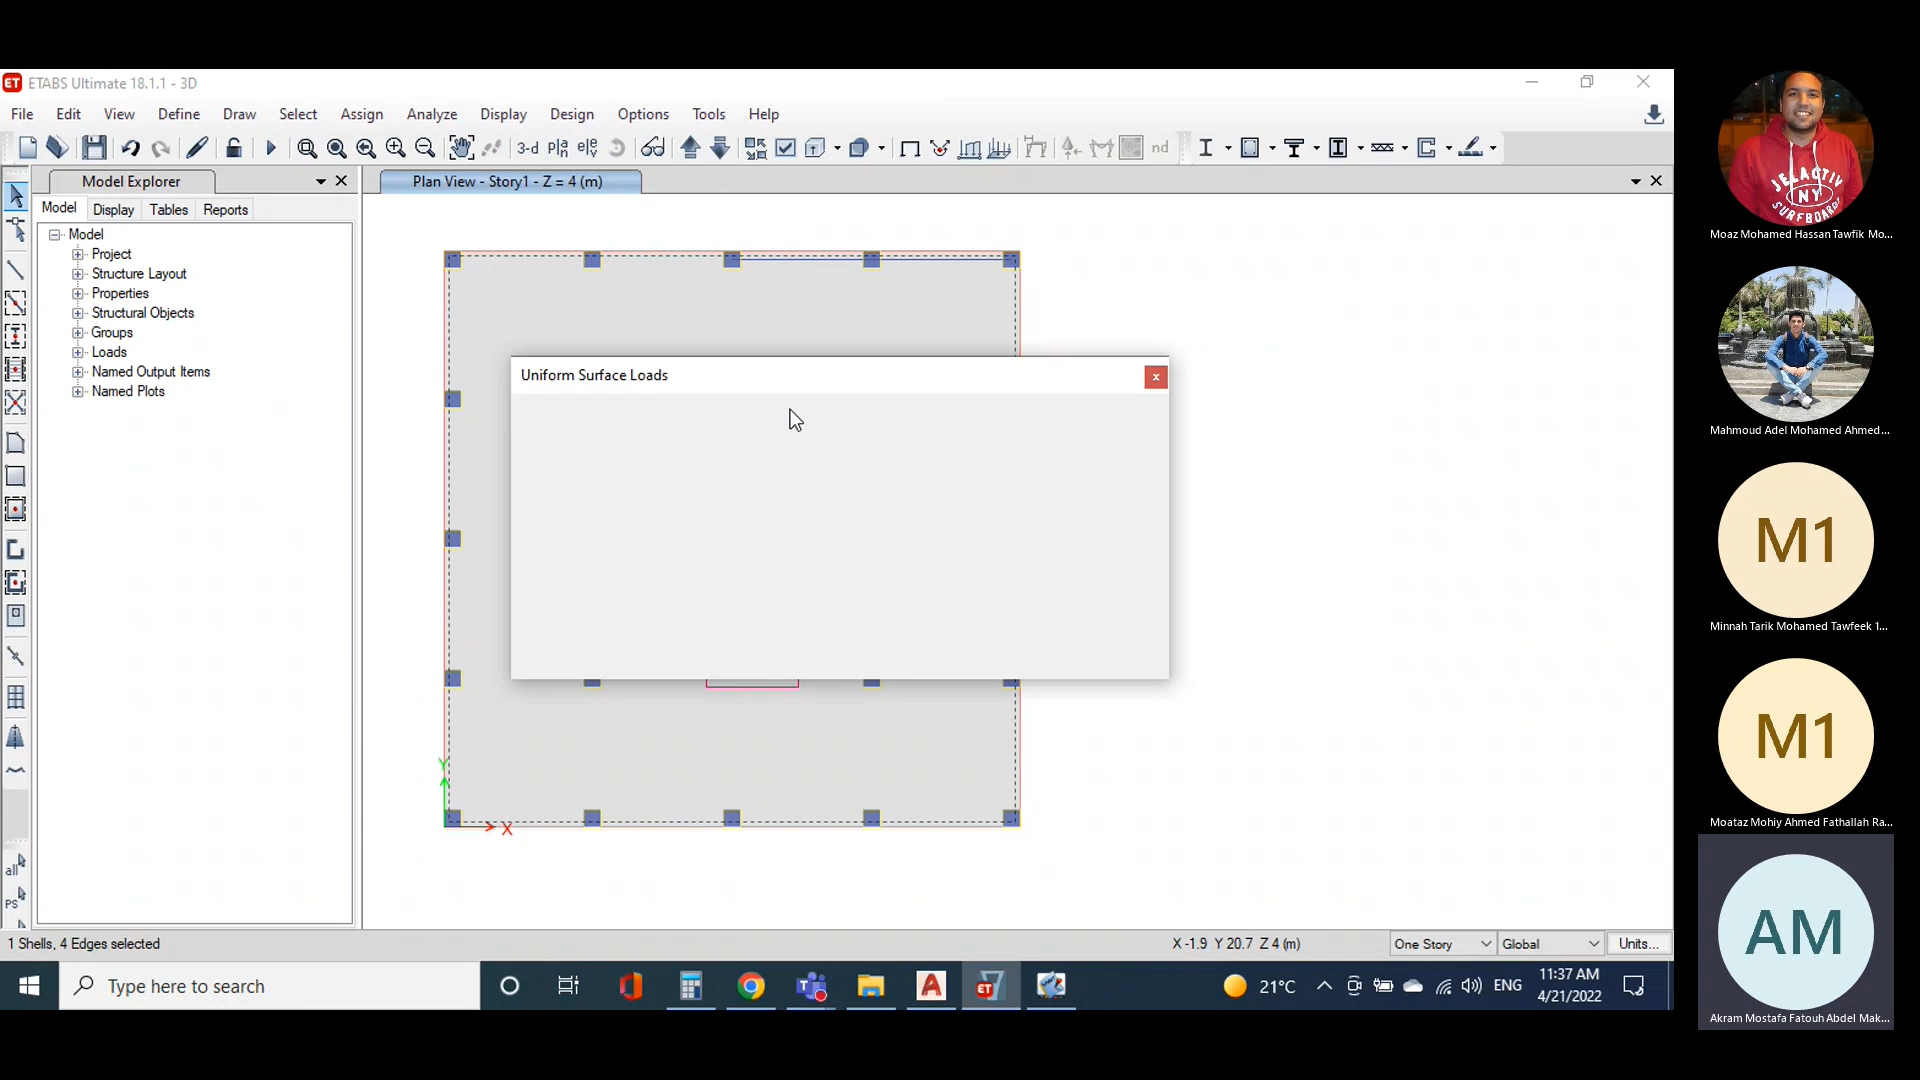 ETABS Ultimate 18.1.1 - 3D
File Edit View Define Draw Select Assign Analyze Display Design Options Tools Help
3-d
nd
Model Explorer
Plan View - Story1 - Z = 4 (m)
Model Display Tables Reports
Model
Project
Structure Layout
Properties
Structural Objects
Groups
Loads
Named Output Items
Named Plots
Uniform Surface Loads
Y
X
all
PS
1 Shells, 4 Edges selected
X -1.9 Y 20.7 Z 4 (m)
One Story
Global
Units...
Type here to search
21°C
ENG
11:37 AM
4/21/2022
JELACTIV
NY
SURFBOARD
Moaz Mohamed Hassan Tawfik Mo...
Mahmoud Adel Mohamed Ahmed...
M1
Minnah Tarik Mohamed Tawfeek 1...
M1
Moataz Mohiy Ahmed Fathallah Ra...
AM
Akram Mostafa Fatouh Abdel Mak...